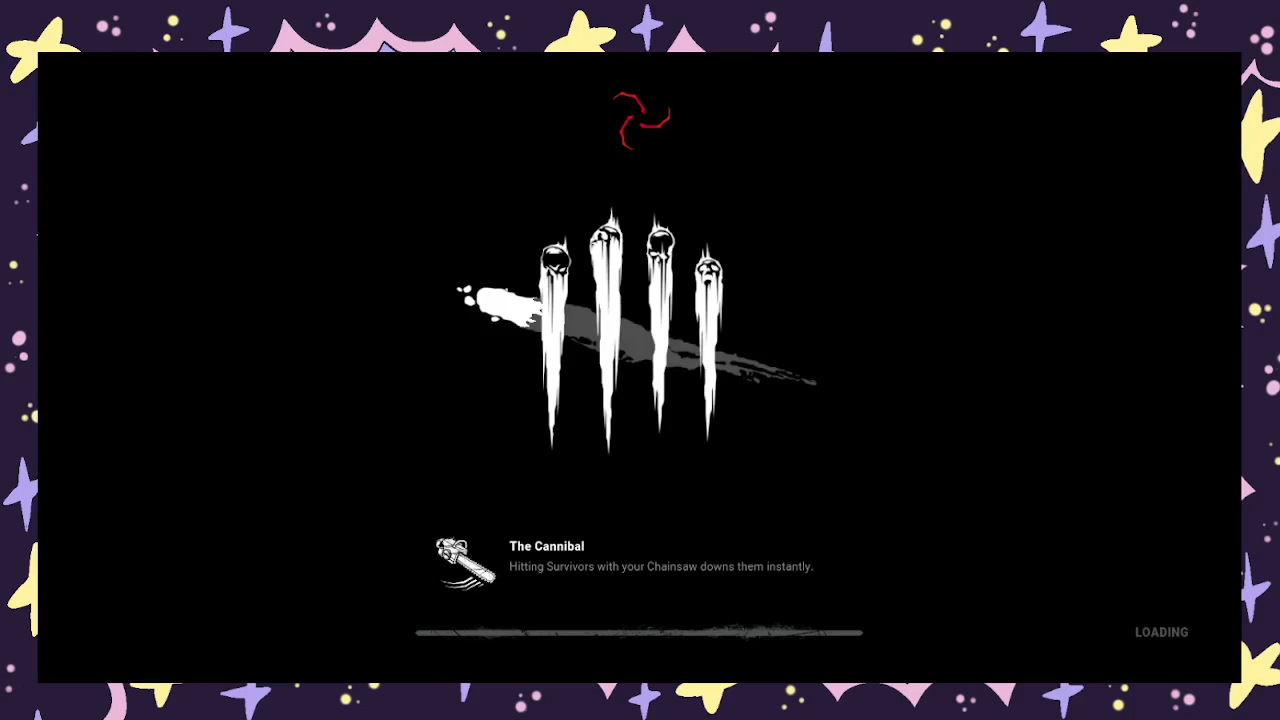 The Cannibal
Hitting Survivors with your Chainsaw downs them instantly.
LOADING